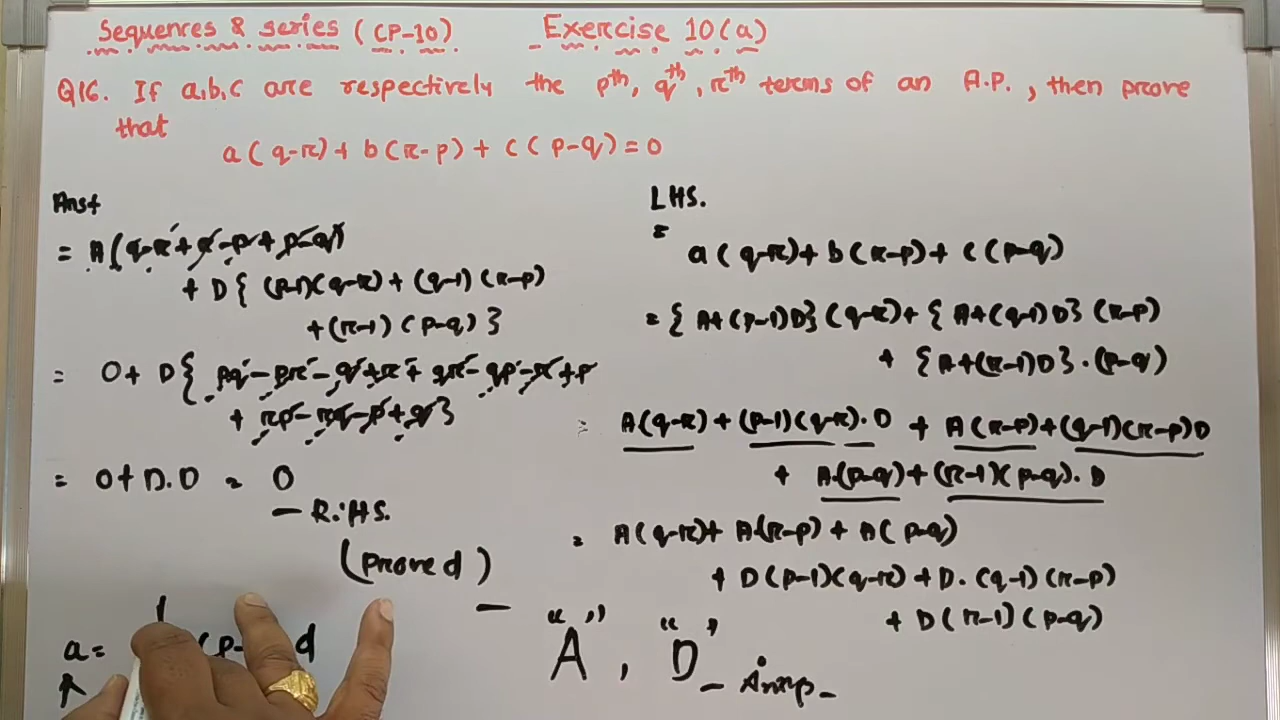 Sequences & series (CP-10) Exercise 10(a)
Q16. If a,b,c are respectively the pth, qth, rth terms of an A.P., then prove
that
a(q-r)+ b(r-p)+ c(p-q)=0
Ans+
= A(q-r+r-p+p-q)
+ D{ (p-1)(q-r)+ (q-1)(r-p)
+(r-1)(p-q)}
= 0+ D{ pq-pr-q+r+ qr-qp-r+p
+ rp-rq-p+q}
= 0+ D.0 = 0
- R.H.S.
(proved)
a= (p- d
LHS.
=
a(q-r)+ b(r-p)+ c(p-q)
= { A+(p-1)D}(q-r)+ { A+(q-1)D}(r-p)
+ {A+(r-1)D}.(p-q)
= A(q-r)+(p-1)(q-r).D + A(r-p)+(q-1)(r-p)D
+ A.(p-q)+(r-1)(p-q).D
= A(q-r)+ A(r-p)+ A(p-q)
+ D(p-1)(q-r)+D.(q-1)(r-p)
+ D(r-1)(p-q)
"A", "D"